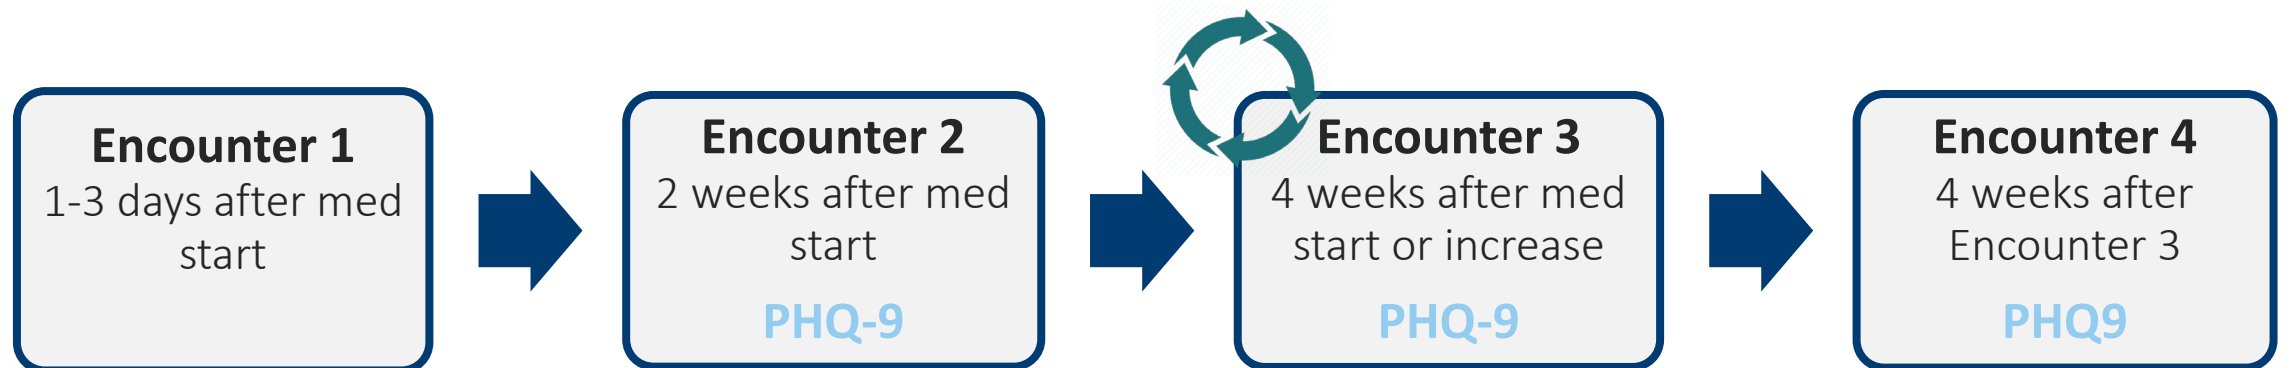 Encounter 1
1-3 days after med
start
Encounter 2
2 weeks after med
start
PHQ-9
Encounter 3
4 weeks after med
start or increase
PHQ-9
Encounter 4
4 weeks after
Encounter 3
PHQ9